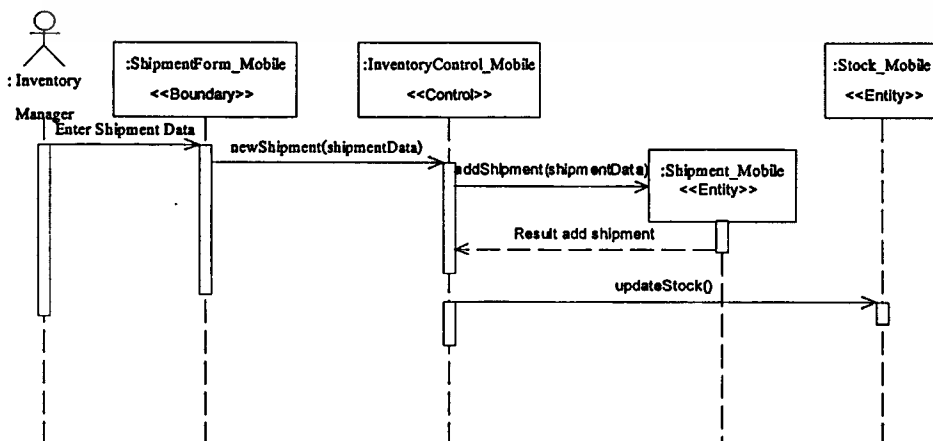 :ShipmentForm_Mobile
<<Boundary>>
:InventoryControl_Mobile
<<Control>>
:Stock_Mobile
<<Entity>>
: Inventory
Manager
Enter Shipment Data
newShipment(shipmentData)
addShipment(shipmentData)
:Shipment_Mobile
<<Entity>>
Result add shipment
updateStock()